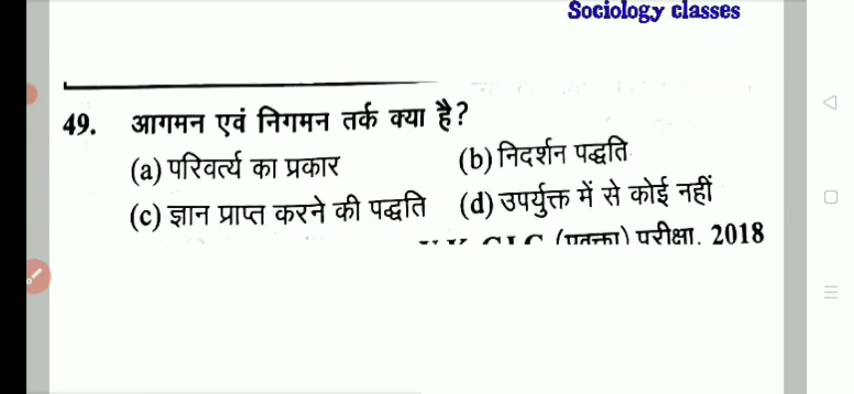 Sociology classes
49. आगमन एवं निगमन तर्क क्या है?
(a) परिवर्त्य का प्रकार (b) निदर्शन पद्धति
(c) ज्ञान प्राप्त करने की पद्धति (d) उपर्युक्त में से कोई नहीं
परीक्षा, 2018